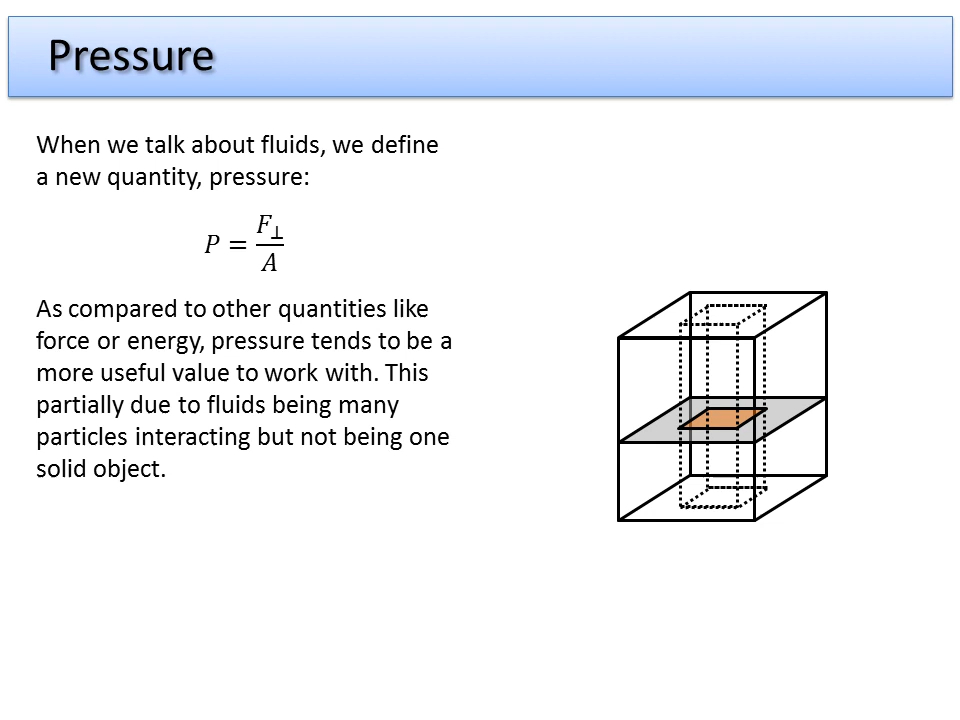 Pressure
When we talk about fluids, we define
a new quantity, pressure:
P = F⊥/A
As compared to other quantities like
force or energy, pressure tends to be a
more useful value to work with. This
partially due to fluids being many
particles interacting but not being one
solid object.